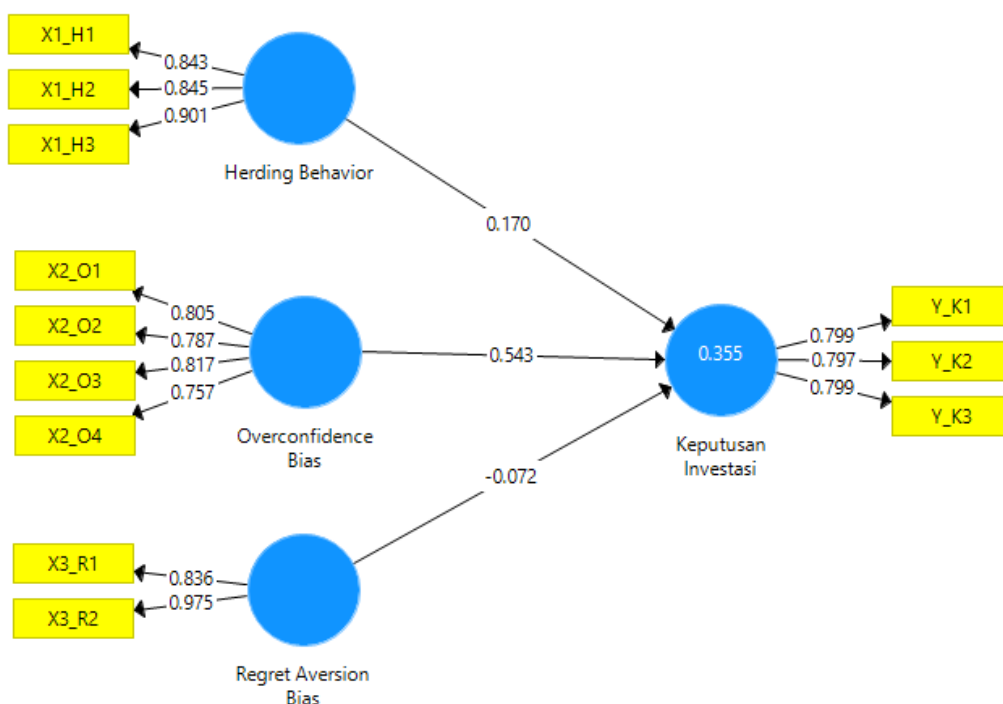 X1_H1
X1_H2
X1_H3
0.843
0.845
0.901
Herding Behavior
0.170
X2_O1
X2_O2
X2_O3
X2_O4
0.805
0.787
0.817
0.757
Overconfidence
Bias
0.543
0.355
Keputusan
Investasi
0.799
0.797
0.799
Y_K1
Y_K2
Y_K3
-0.072
X3_R1
X3_R2
0.836
0.975
Regret Aversion
Bias